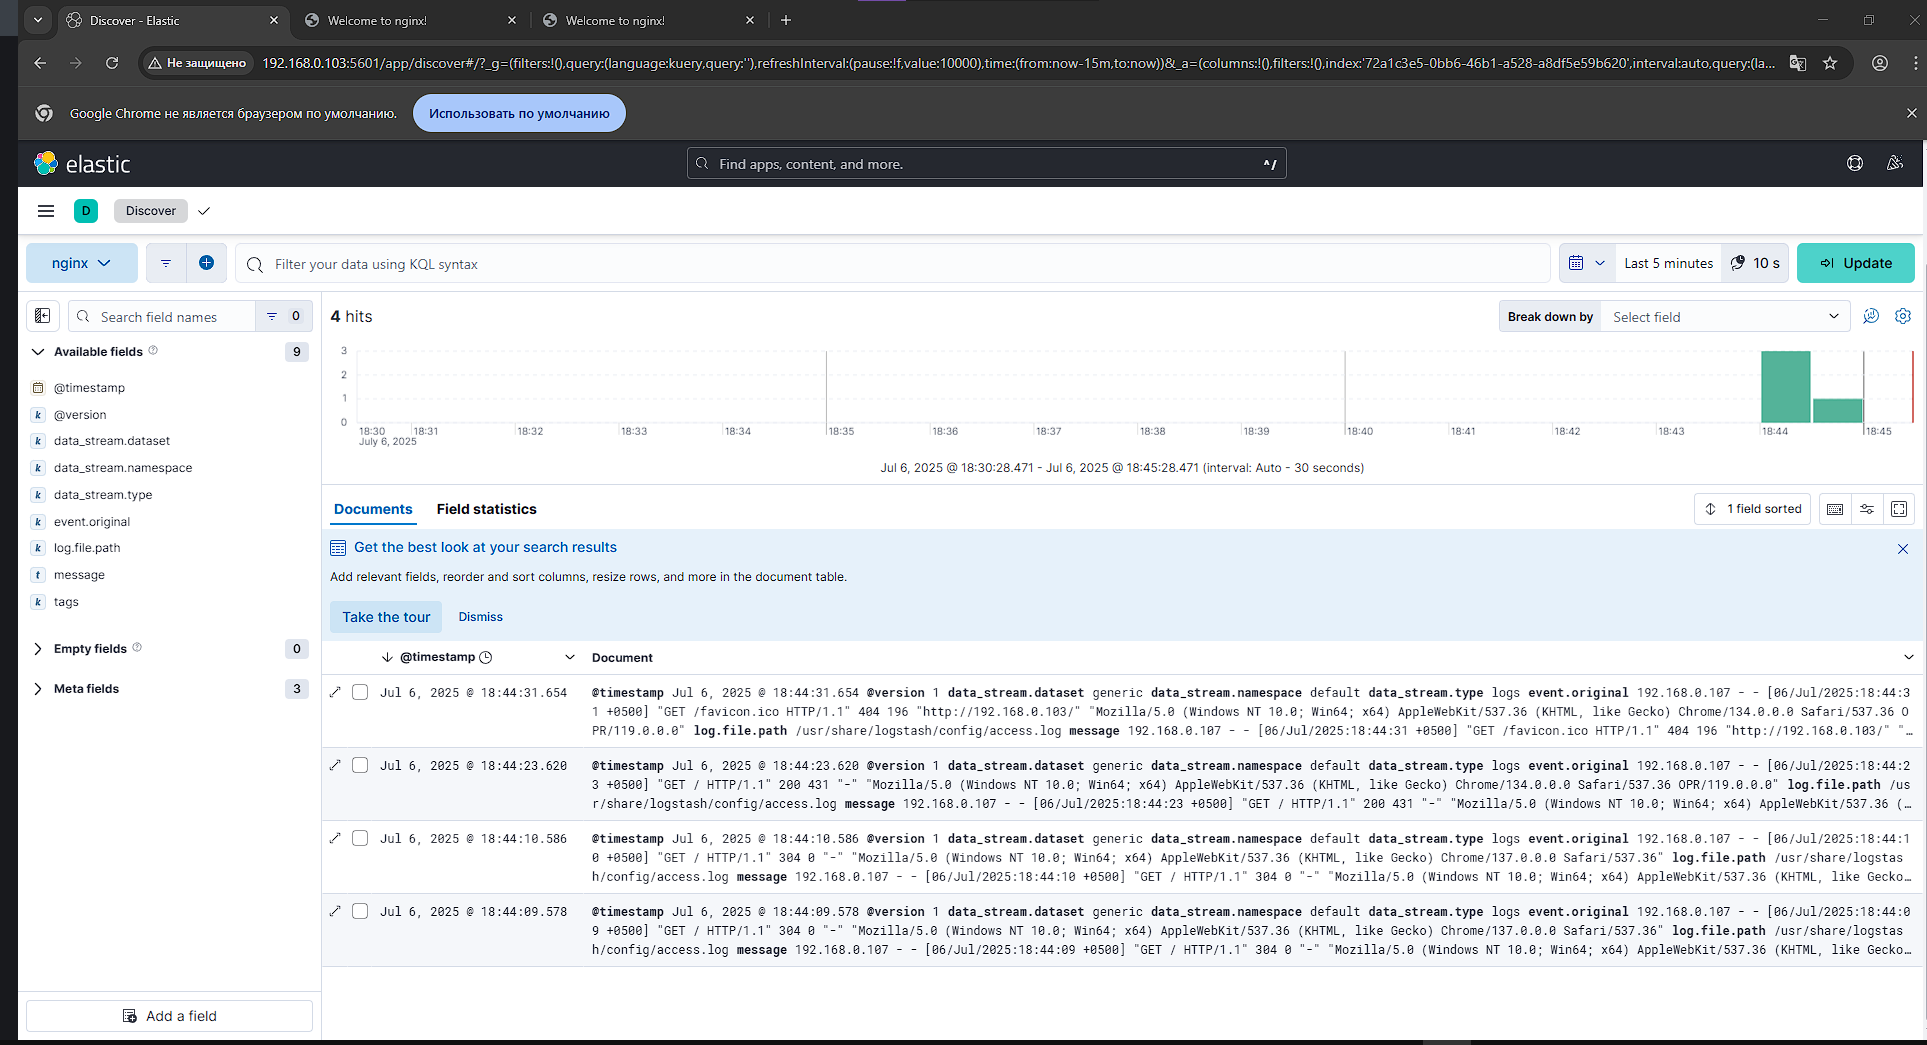 Discover - Elastic
Welcome to nginx!
Welcome to nginx!
Не защищено
192.168.0.103:5601/app/discover#/?_g=(filters:!(),query:(language:kuery,query:''),refreshInterval:(pause:!f,value:10000),time:(from:now-15m,to:now))&_a=(columns:!(),filters:!(),index:'72a1c3e5-0bb6-46b1-a528-a8df5e59b620',interval:auto,query:(la...
Google Chrome не является браузером по умолчанию.
Использовать по умолчанию
elastic
Find apps, content, and more.
^/
D
Discover
nginx
Filter your data using KQL syntax
Last 5 minutes
10 s
Update
Search field names
0
4 hits
Break down by
Select field
Available fields
9
@timestamp
@version
data_stream.dataset
data_stream.namespace
data_stream.type
event.original
log.file.path
message
tags
Empty fields
0
Meta fields
3
Add a field
3
2
1
0
18:30
18:31
18:32
18:33
18:34
18:35
18:36
18:37
18:38
18:39
18:40
18:41
18:42
18:43
18:44
18:45
July 6, 2025
Jul 6, 2025 @ 18:30:28.471 - Jul 6, 2025 @ 18:45:28.471 (interval: Auto - 30 seconds)
Documents
Field statistics
1 field sorted
Get the best look at your search results
Add relevant fields, reorder and sort columns, resize rows, and more in the document table.
Take the tour
Dismiss
@timestamp
Document
Jul 6, 2025 @ 18:44:31.654
@timestamp Jul 6, 2025 @ 18:44:31.654 @version 1 data_stream.dataset generic data_stream.namespace default data_stream.type logs event.original 192.168.0.107 - - [06/Jul/2025:18:44:3
1 +0500] "GET /favicon.ico HTTP/1.1" 404 196 "http://192.168.0.103/" "Mozilla/5.0 (Windows NT 10.0; Win64; x64) AppleWebKit/537.36 (KHTML, like Gecko) Chrome/134.0.0.0 Safari/537.36 O
PR/119.0.0.0" log.file.path /usr/share/logstash/config/access.log message 192.168.0.107 - - [06/Jul/2025:18:44:31 +0500] "GET /favicon.ico HTTP/1.1" 404 196 "http://192.168.0.103/" "...
Jul 6, 2025 @ 18:44:23.620
@timestamp Jul 6, 2025 @ 18:44:23.620 @version 1 data_stream.dataset generic data_stream.namespace default data_stream.type logs event.original 192.168.0.107 - - [06/Jul/2025:18:44:2
3 +0500] "GET / HTTP/1.1" 200 431 "-" "Mozilla/5.0 (Windows NT 10.0; Win64; x64) AppleWebKit/537.36 (KHTML, like Gecko) Chrome/134.0.0.0 Safari/537.36 OPR/119.0.0.0" log.file.path /us
r/share/logstash/config/access.log message 192.168.0.107 - - [06/Jul/2025:18:44:23 +0500] "GET / HTTP/1.1" 200 431 "-" "Mozilla/5.0 (Windows NT 10.0; Win64; x64) AppleWebKit/537.36 (...
Jul 6, 2025 @ 18:44:10.586
@timestamp Jul 6, 2025 @ 18:44:10.586 @version 1 data_stream.dataset generic data_stream.namespace default data_stream.type logs event.original 192.168.0.107 - - [06/Jul/2025:18:44:1
0 +0500] "GET / HTTP/1.1" 304 0 "-" "Mozilla/5.0 (Windows NT 10.0; Win64; x64) AppleWebKit/537.36 (KHTML, like Gecko) Chrome/137.0.0.0 Safari/537.36" log.file.path /usr/share/logstas
h/config/access.log message 192.168.0.107 - - [06/Jul/2025:18:44:10 +0500] "GET / HTTP/1.1" 304 0 "-" "Mozilla/5.0 (Windows NT 10.0; Win64; x64) AppleWebKit/537.36 (KHTML, like Gecko...
Jul 6, 2025 @ 18:44:09.578
@timestamp Jul 6, 2025 @ 18:44:09.578 @version 1 data_stream.dataset generic data_stream.namespace default data_stream.type logs event.original 192.168.0.107 - - [06/Jul/2025:18:44:0
9 +0500] "GET / HTTP/1.1" 304 0 "-" "Mozilla/5.0 (Windows NT 10.0; Win64; x64) AppleWebKit/537.36 (KHTML, like Gecko) Chrome/137.0.0.0 Safari/537.36" log.file.path /usr/share/logstas
h/config/access.log message 192.168.0.107 - - [06/Jul/2025:18:44:09 +0500] "GET / HTTP/1.1" 304 0 "-" "Mozilla/5.0 (Windows NT 10.0; Win64; x64) AppleWebKit/537.36 (KHTML, like Gecko...